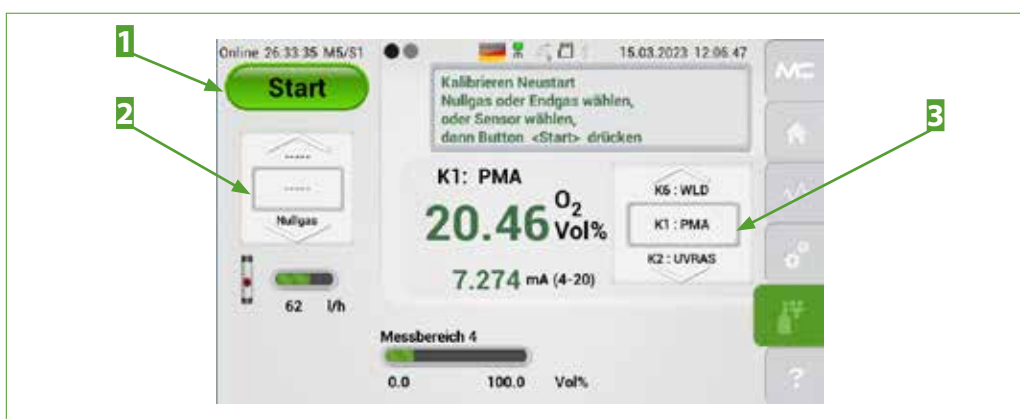 1
Online 26:33:35 M5/S1
15.03.2023 12:06:47
MC
Start
Kalibrieren Neustart
Nullgas oder Endgas wählen,
oder Sensor wählen,
dann Button <Start> drücken
2
3
-----
-----
Nullgas
K1: PMA
20.46 O2 Vol%
7.274 mA (4-20)
K6 : WLD
K1 : PMA
K2 : UVRAS
62 l/h
Messbereich 4
0.0 100.0 Vol%
?